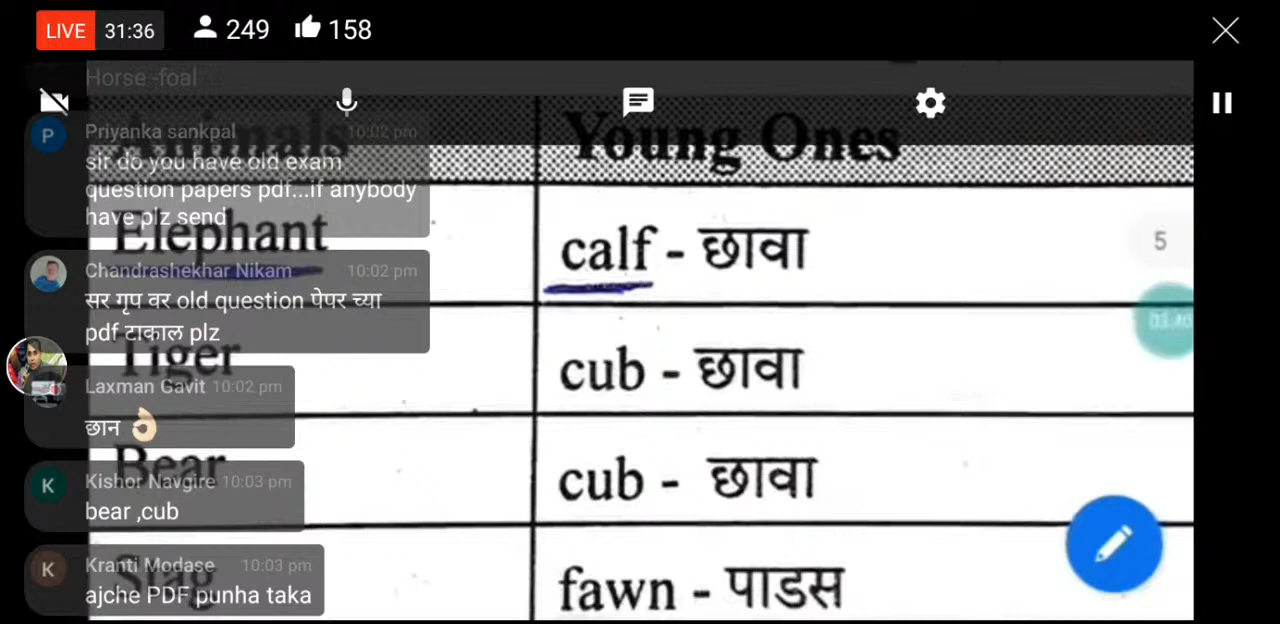 LIVE 31:36 249 158
Horse -foal
Animals Young Ones
Priyanka sankpal 10:02 pm
sir do you have old exam
question papers pdf...if anybody
have plz send
Elephant calf - छावा
5
Chandrashekhar Nikam 10:02 pm
सर गृप वर old question पेपर च्या
pdf टाकाल plz
Tiger cub - छावा
Laxman Gavit 10:02 pm
छान 👌🏼
Bear cub - छावा
K
Kishor Navgire 10:03 pm
bear ,cub
K
Kranti Modase 10:03 pm
ajche PDF punha taka
Stag fawn - पाडस
P